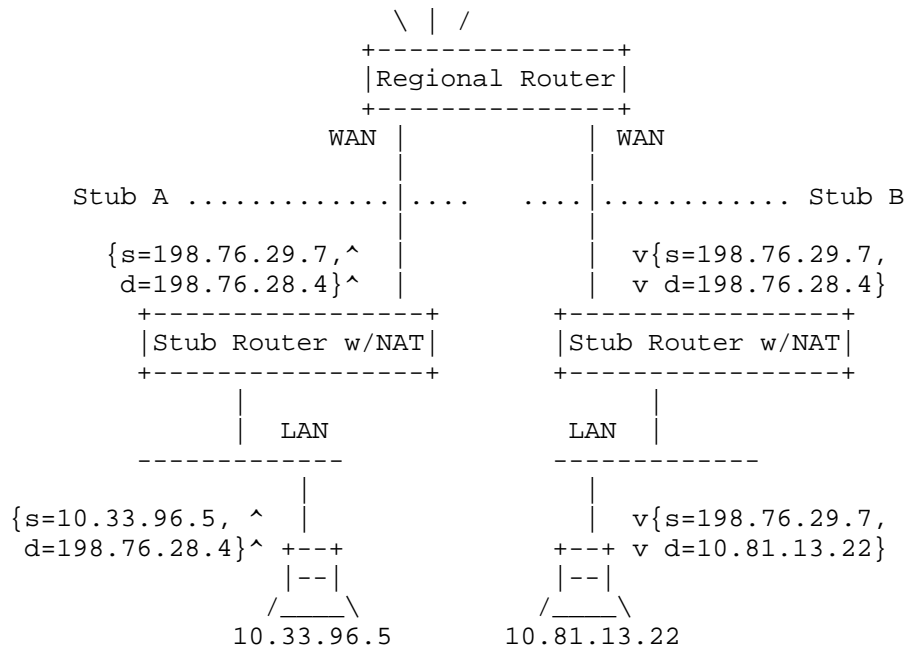 \ | /
+---------------+
|Regional Router|
+---------------+
WAN | | WAN
| |
Stub A .............|.... ....|............ Stub B
| |
{s=198.76.29.7,^ | | v{s=198.76.29.7,
d=198.76.28.4}^ | | v d=198.76.28.4}
+-----------------+ +-----------------+
|Stub Router w/NAT| |Stub Router w/NAT|
+-----------------+ +-----------------+
| |
| LAN LAN |
------------- -------------
| |
{s=10.33.96.5, ^ | | v{s=198.76.29.7,
d=198.76.28.4}^ +--+ +--+ v d=10.81.13.22}
|--| |--|
/____\ /____\
10.33.96.5 10.81.13.22